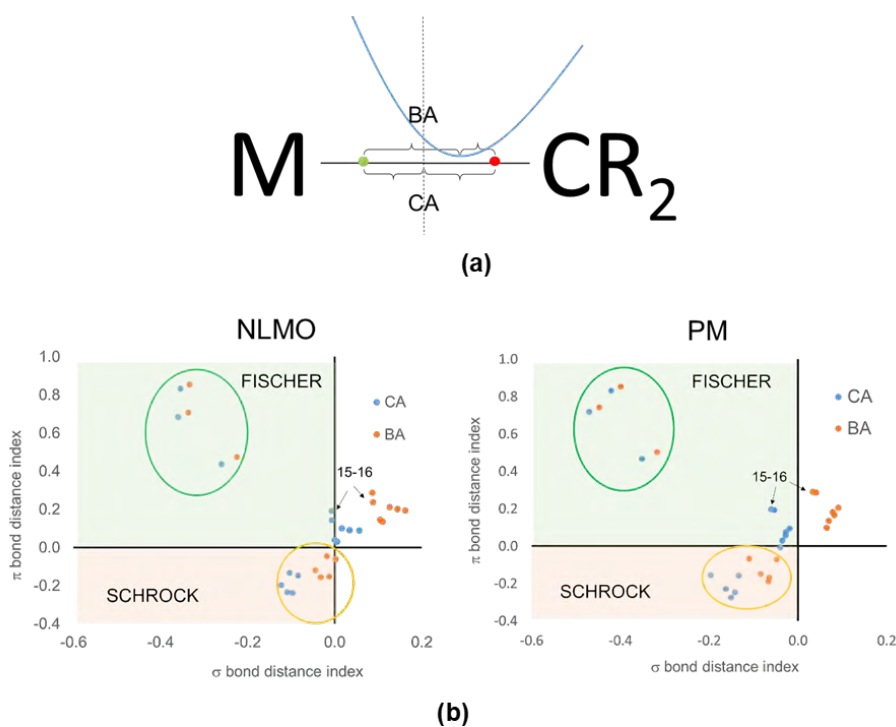 BA
M CR2
CA
(a)
NLMO
1.0
0.8
0.6
0.4
0.2
0.0
-0.2
-0.4
-0.6 -0.4 -0.2 0.0 0.2
π bond distance index
σ bond distance index
FISCHER
SCHROCK
CA
BA
15-16
PM
1.0
0.8
0.6
0.4
0.2
0.0
-0.2
-0.4
-0.6 -0.4 -0.2 0.0 0.2
π bond distance index
σ bond distance index
FISCHER
SCHROCK
CA
BA
15-16
(b)